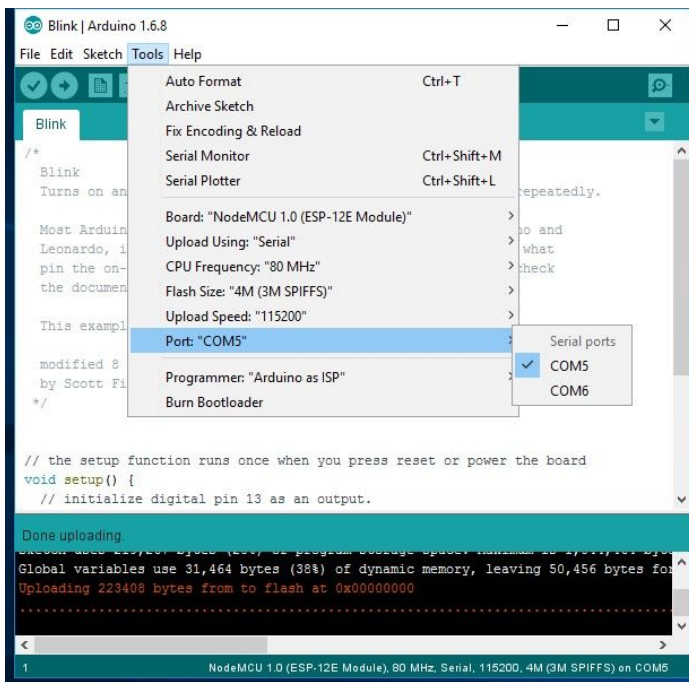 Blink | Arduino 1.6.8
File Edit Sketch Tools Help
Auto Format Ctrl+T
Archive Sketch
Fix Encoding & Reload
Serial Monitor Ctrl+Shift+M
Serial Plotter Ctrl+Shift+L
Board: "NodeMCU 1.0 (ESP-12E Module)"
Upload Using: "Serial"
CPU Frequency: "80 MHz"
Flash Size: "4M (3M SPIFFS)"
Upload Speed: "115200"
Port: "COM5"
Programmer: "Arduino as ISP"
Burn Bootloader
Serial ports
COM5
COM6
Blink
/*
Blink
Turns on an repeatedly.
Most Arduin no and
Leonardo, i what
pin the on- check
the documen
This exampl
modified 8
by Scott Fi
*/
// the setup function runs once when you press reset or power the board
void setup() {
// initialize digital pin 13 as an output.
Done uploading.
Global variables use 31,464 bytes (38%) of dynamic memory, leaving 50,456 bytes for
Uploading 223408 bytes from to flash at 0x00000000
................................................................................
1 NodeMCU 1.0 (ESP-12E Module), 80 MHz, Serial, 115200, 4M (3M SPIFFS) on COM5